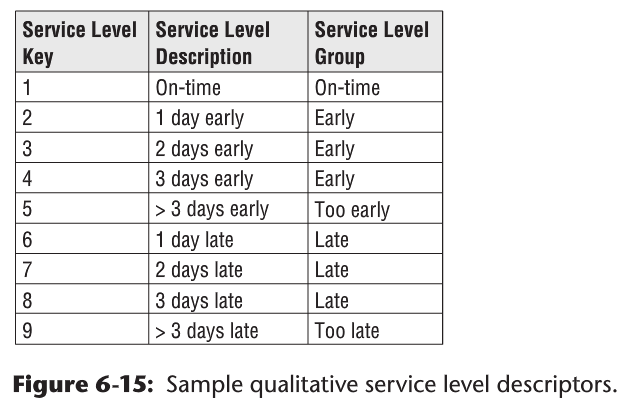 Service Level Key Service Level Description Service Level Group
1 On-time On-time
2 1 day early Early
3 2 days early Early
4 3 days early Early
5 > 3 days early Too early
6 1 day late Late
7 2 days late Late
8 3 days late Late
9 > 3 days late Too late
Figure 6-15: Sample qualitative service level descriptors.